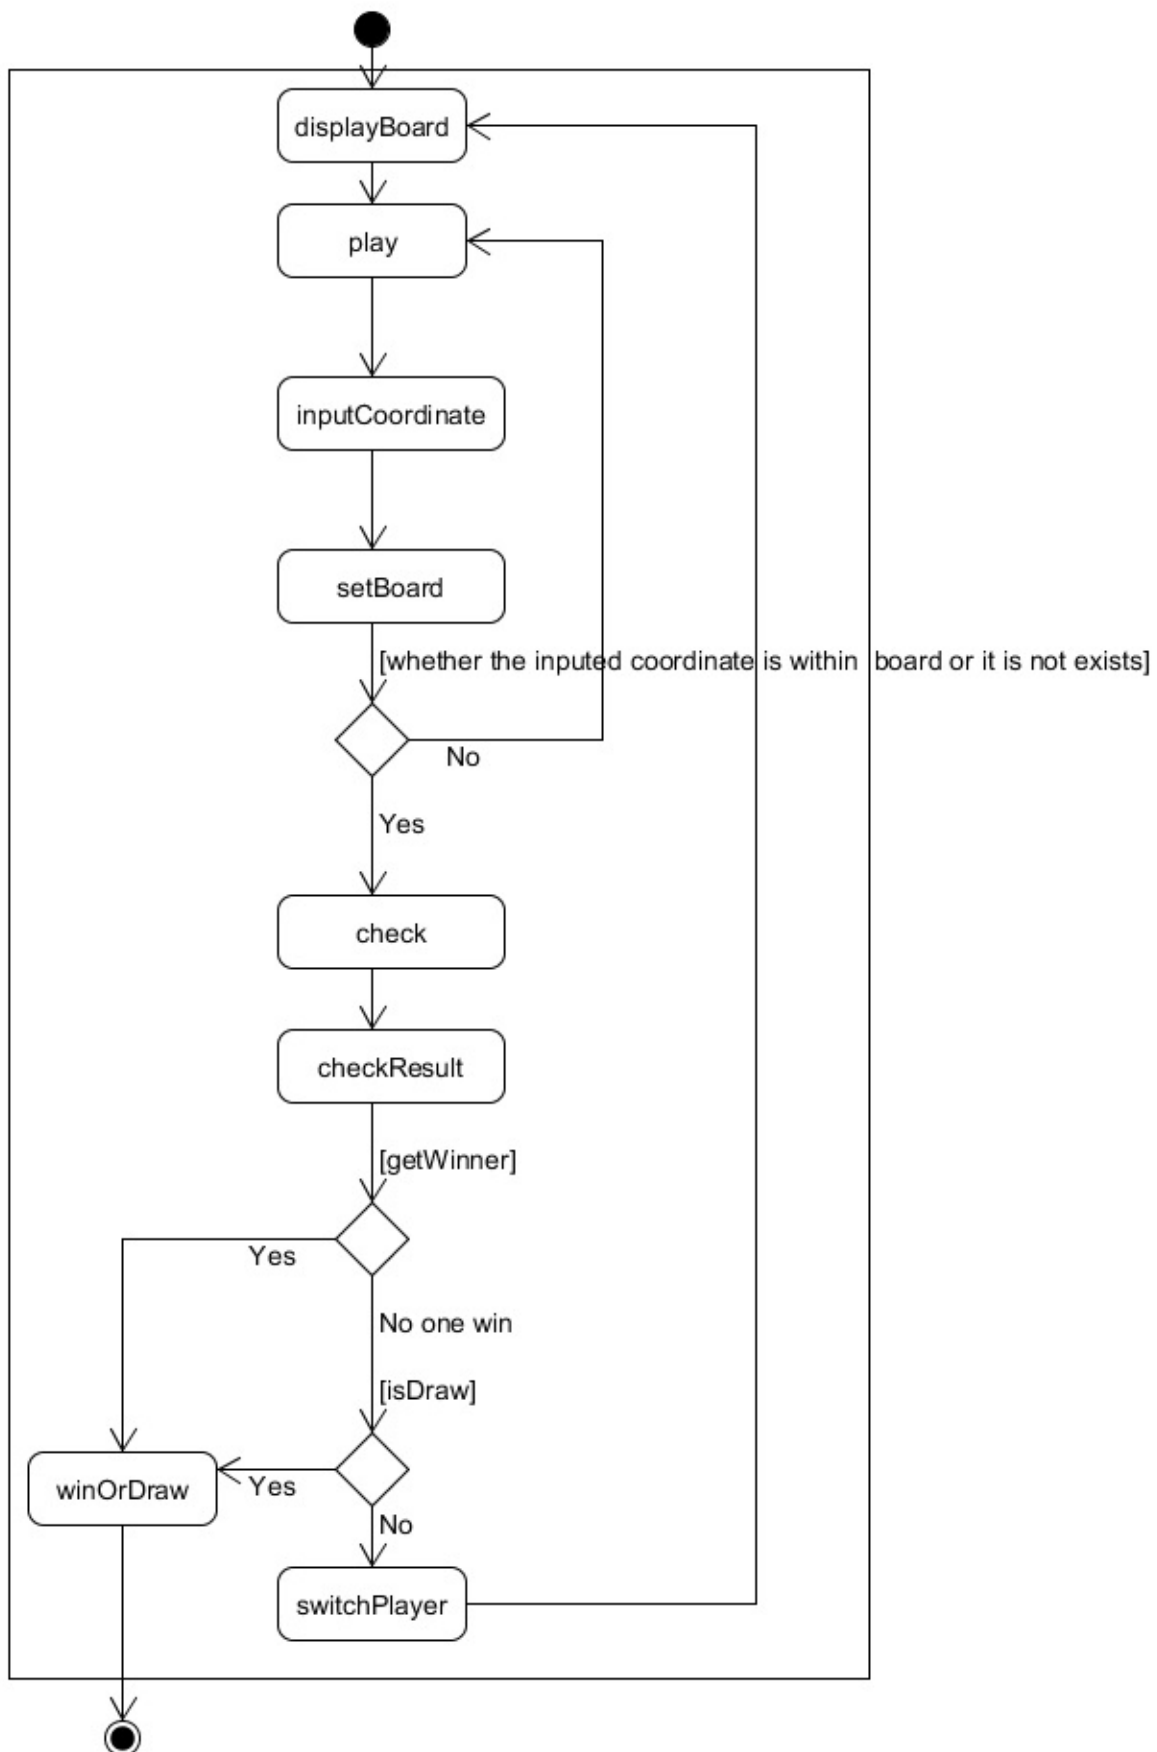 displayBoard
play
inputCoordinate
setBoard
[whether the inputed coordinate is within board or it is not exists]
No
Yes
check
checkResult
[getWinner]
Yes
No one win
[isDraw]
winOrDraw
Yes
No
switchPlayer